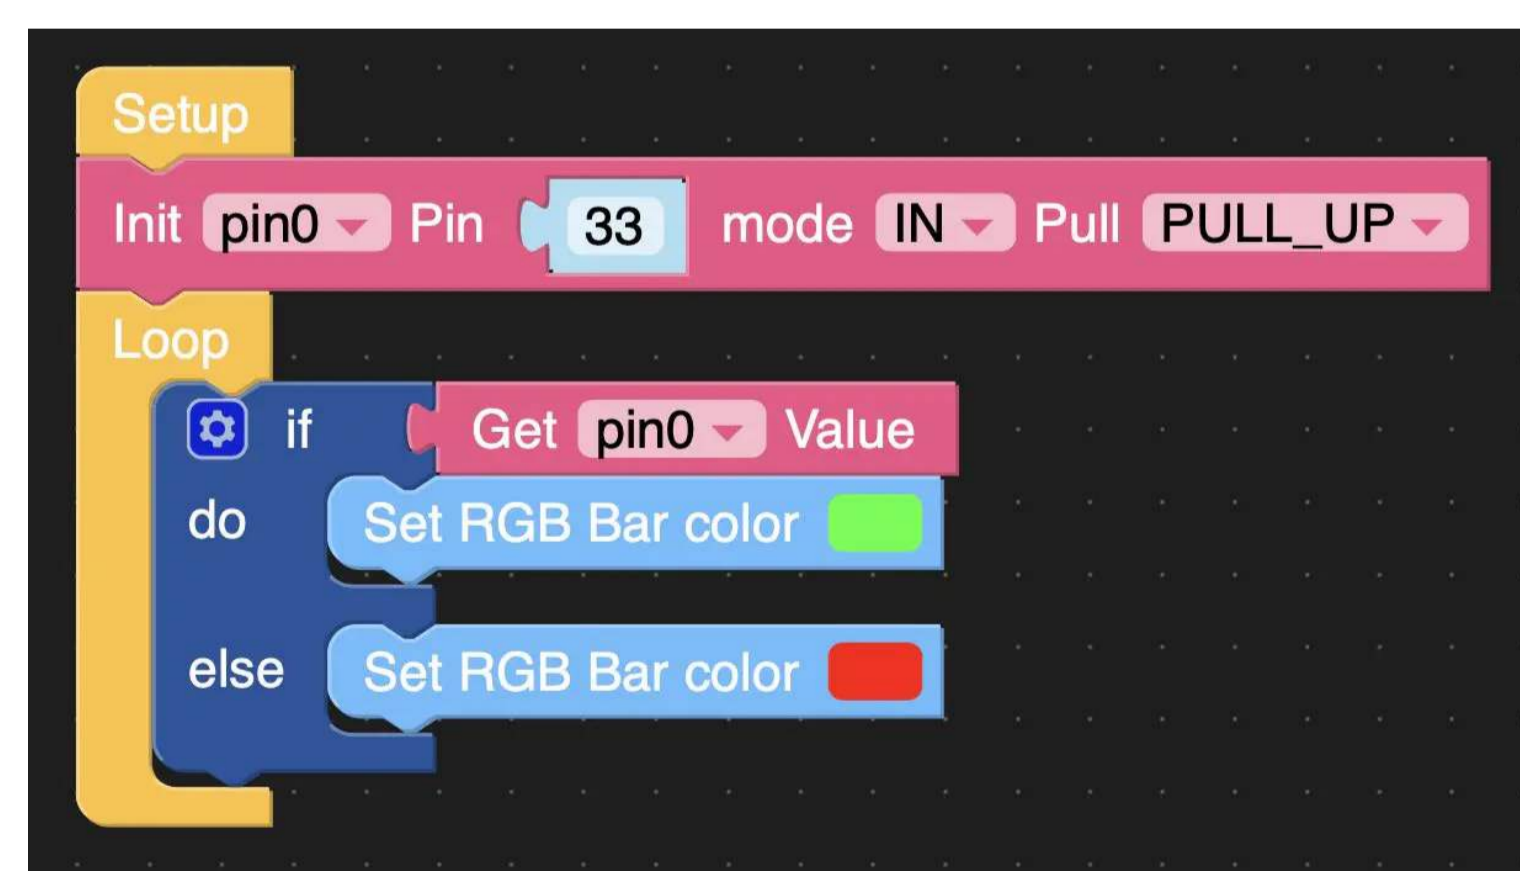 Setup
Init pin0 Pin 33 mode IN Pull PULL_UP
Loop
if Get pin0 Value
do Set RGB Bar color
else Set RGB Bar color